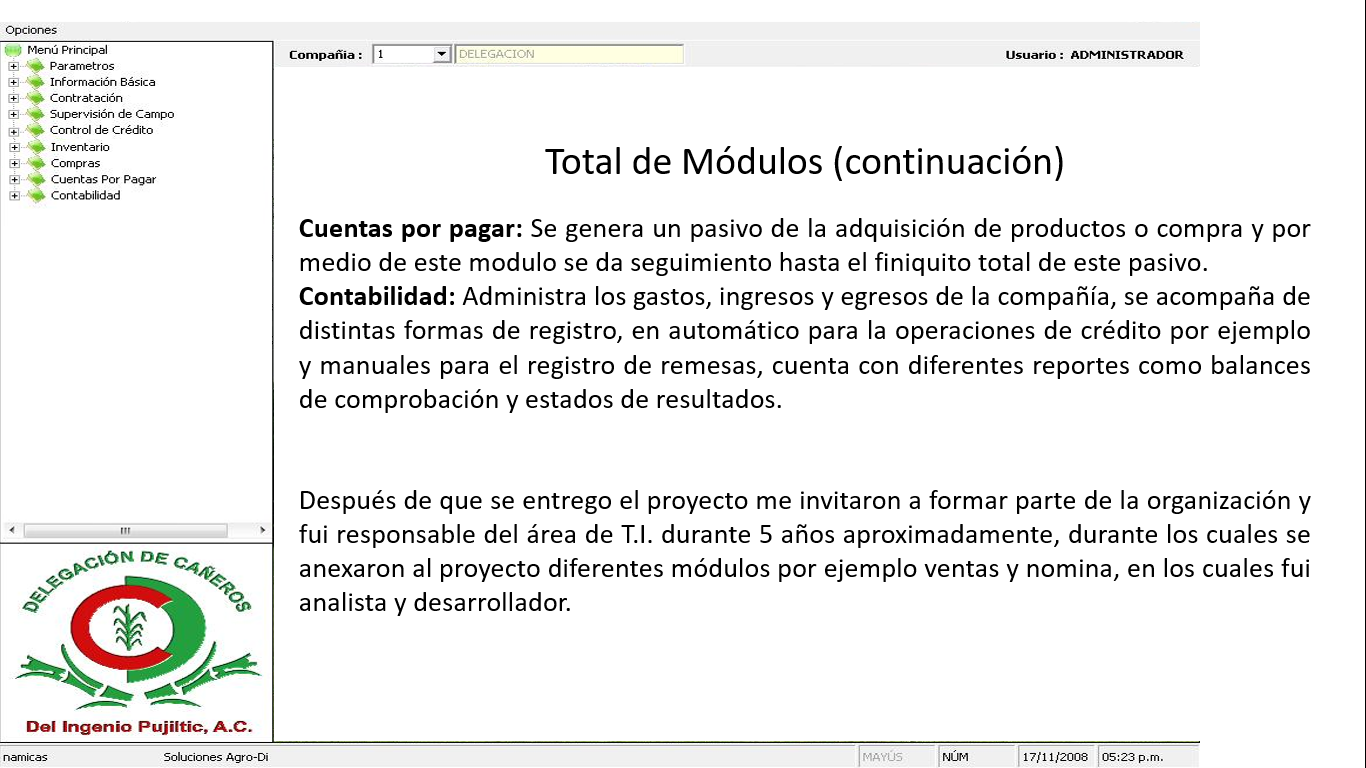 Opciones
Menú Principal
Parametros
Información Básica
Contratación
Supervisión de Campo
Control de Crédito
Inventario
Compras
Cuentas Por Pagar
Contabilidad
Compañia : 1 DELEGACION Usuario : ADMINISTRADOR
Total de Módulos (continuación)
Cuentas por pagar: Se genera un pasivo de la adquisición de productos o compra y por
medio de este modulo se da seguimiento hasta el finiquito total de este pasivo.
Contabilidad: Administra los gastos, ingresos y egresos de la compañía, se acompaña de
distintas formas de registro, en automático para la operaciones de crédito por ejemplo
y manuales para el registro de remesas, cuenta con diferentes reportes como balances
de comprobación y estados de resultados.
Después de que se entrego el proyecto me invitaron a formar parte de la organización y
fui responsable del área de T.I. durante 5 años aproximadamente, durante los cuales se
anexaron al proyecto diferentes módulos por ejemplo ventas y nomina, en los cuales fui
analista y desarrollador.
DELEGACIÓN DE CAÑEROS
Del Ingenio Pujiltic, A.C.
namicas Soluciones Agro-Di MAYÚS NÚM 17/11/2008 05:23 p.m.